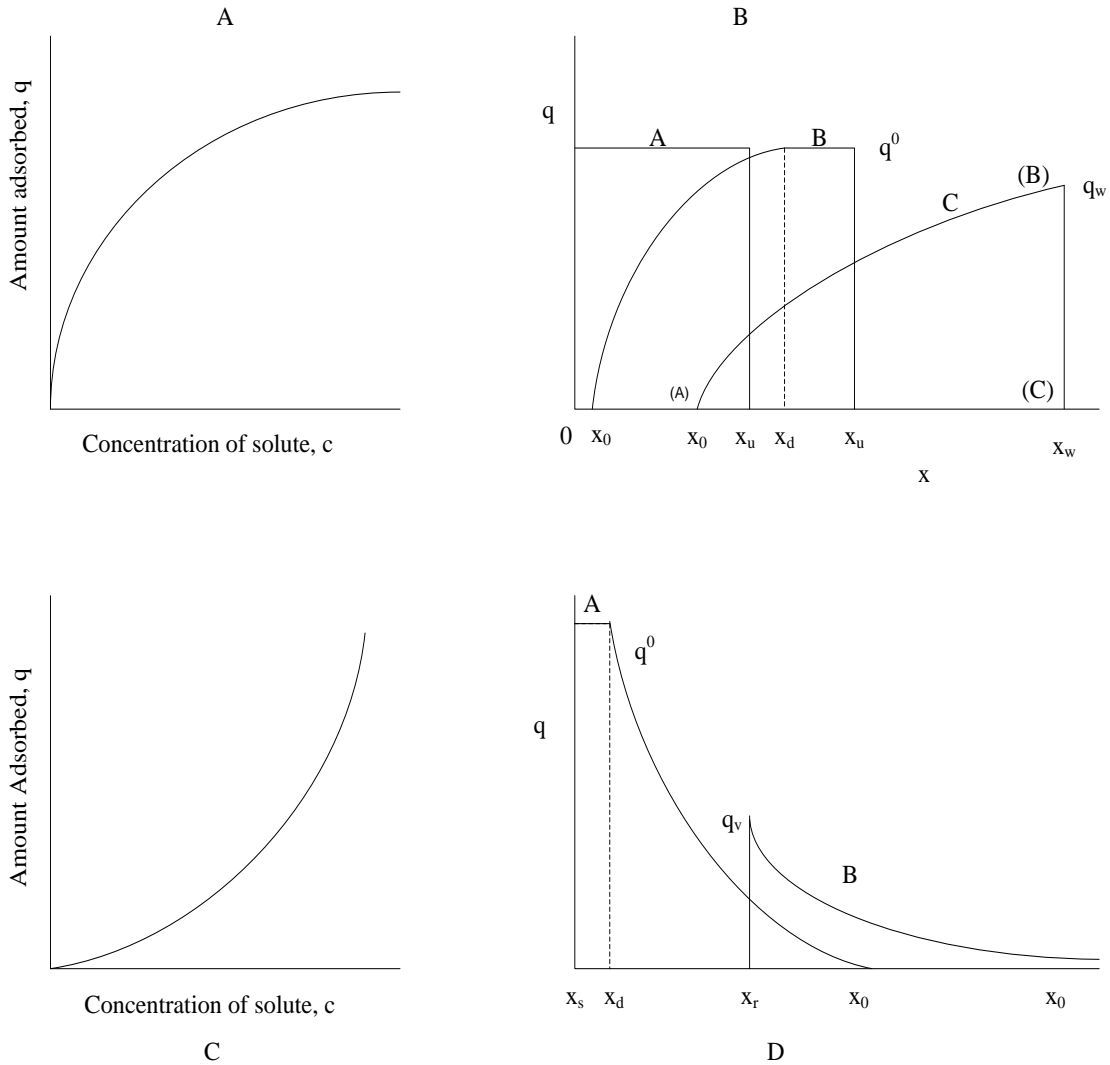 A
Amount adsorbed, q
Concentration of solute, c
B
q
A
B
q0
C
(B)
qw
(A)
(C)
0
x0
x0
xu
xd
xu
xw
x
Amount Adsorbed, q
Concentration of solute, c
C
A
q0
q
qv
B
xs
xd
xr
x0
x0
D